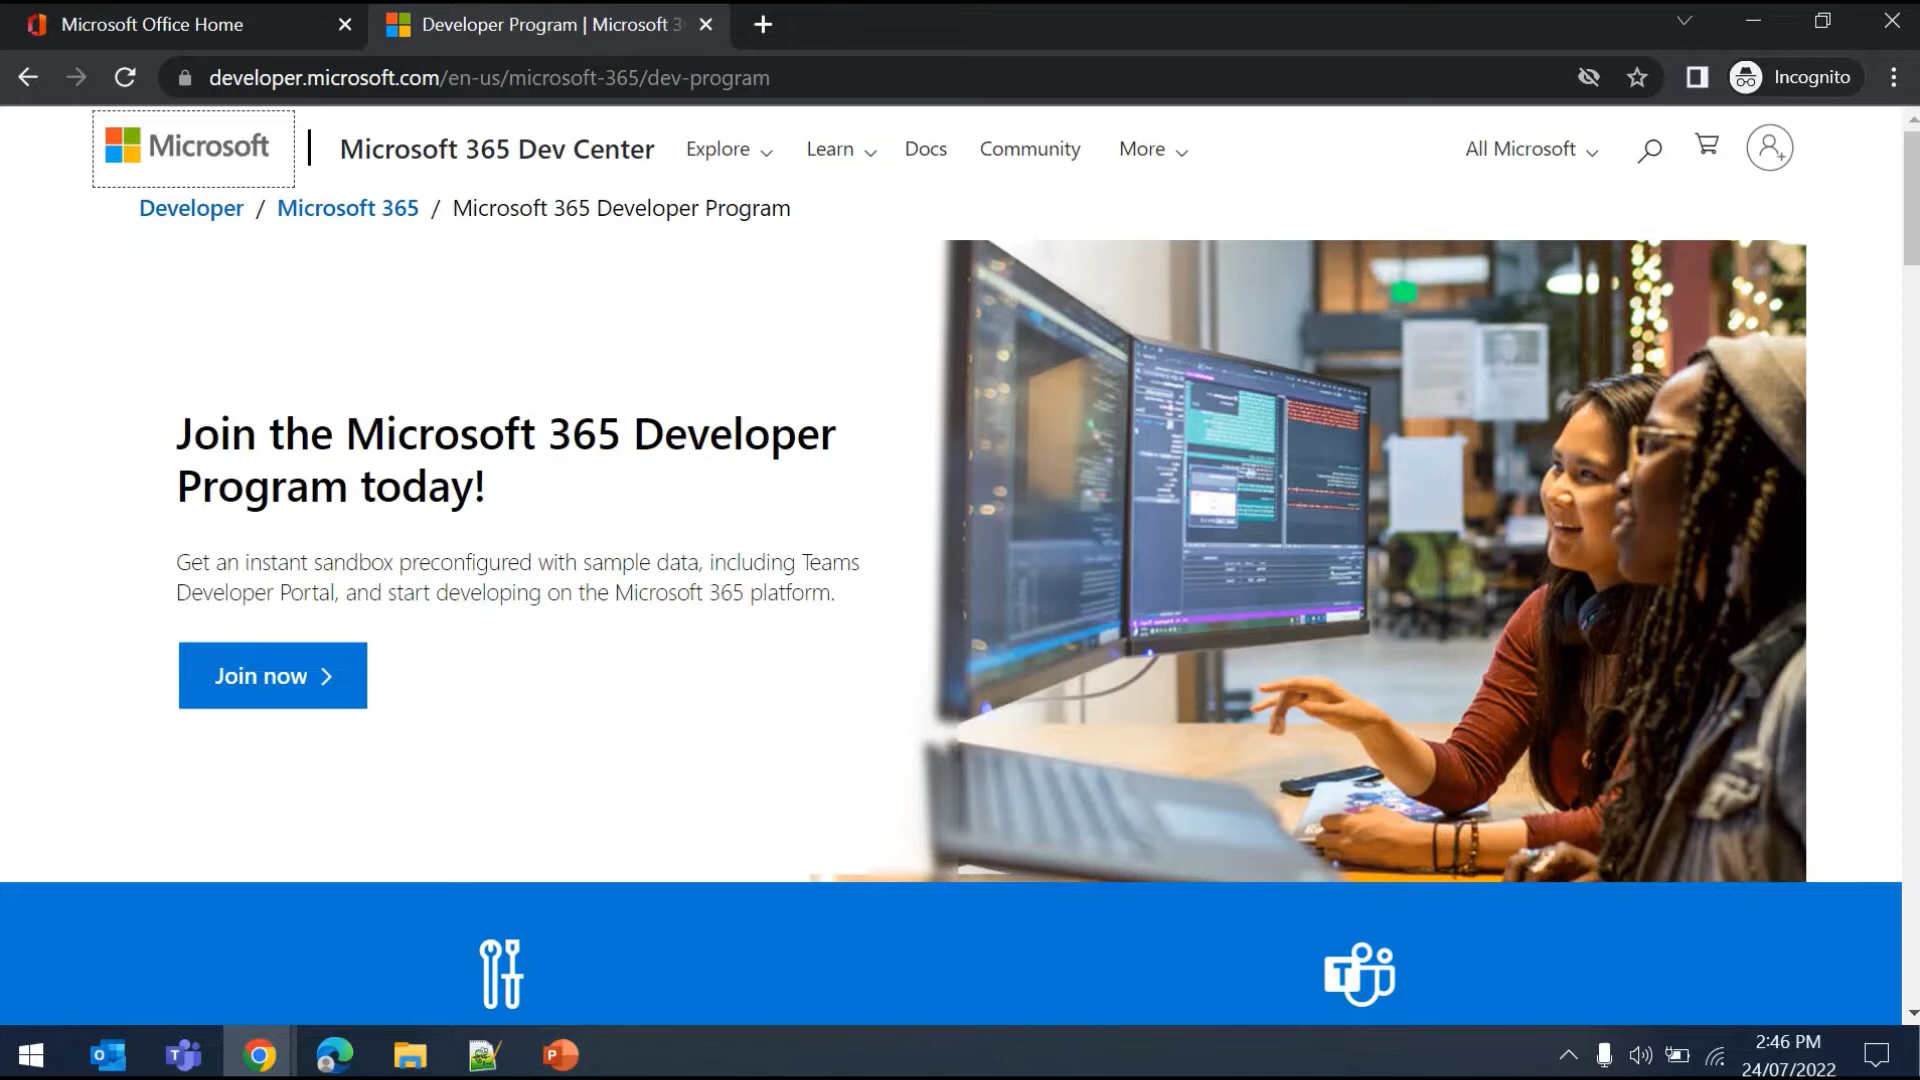 Microsoft Office Home
Developer Program | Microsoft 3
developer.microsoft.com/en-us/microsoft-365/dev-program
Incognito
Microsoft
Microsoft 365 Dev Center
Explore
Learn
Docs
Community
More
All Microsoft
Developer / Microsoft 365 / Microsoft 365 Developer Program
Join the Microsoft 365 Developer
Program today!
Get an instant sandbox preconfigured with sample data, including Teams
Developer Portal, and start developing on the Microsoft 365 platform.
Join now
2:46 PM
24/07/2022